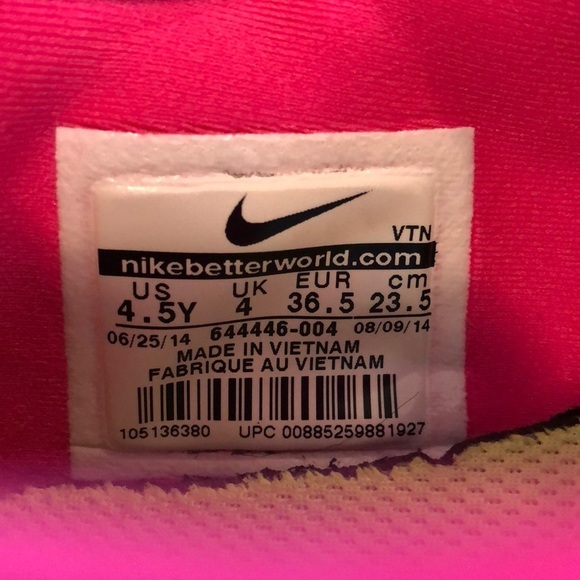 VTN
nikebetterworld.com
US UK EUR cm
4.5Y 4 36.5 23.5
06/25/14 644446-004 08/09/14
MADE IN VIETNAM
FABRIQUE AU VIETNAM
105136380 UPC 00885259881927